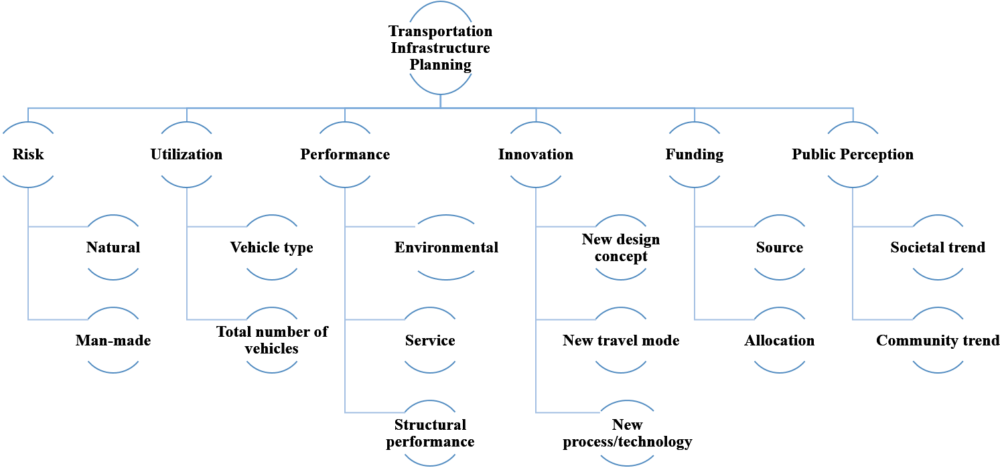 Transportation
Infrastructure
Planning
Risk
Utilization
Performance
Innovation
Funding
Public Perception
Natural
Vehicle type
Environmental
New design
concept
Source
Societal trend
Man-made
Total number of
vehicles
Service
New travel mode
Allocation
Community trend
Structural
performance
New
process/technology